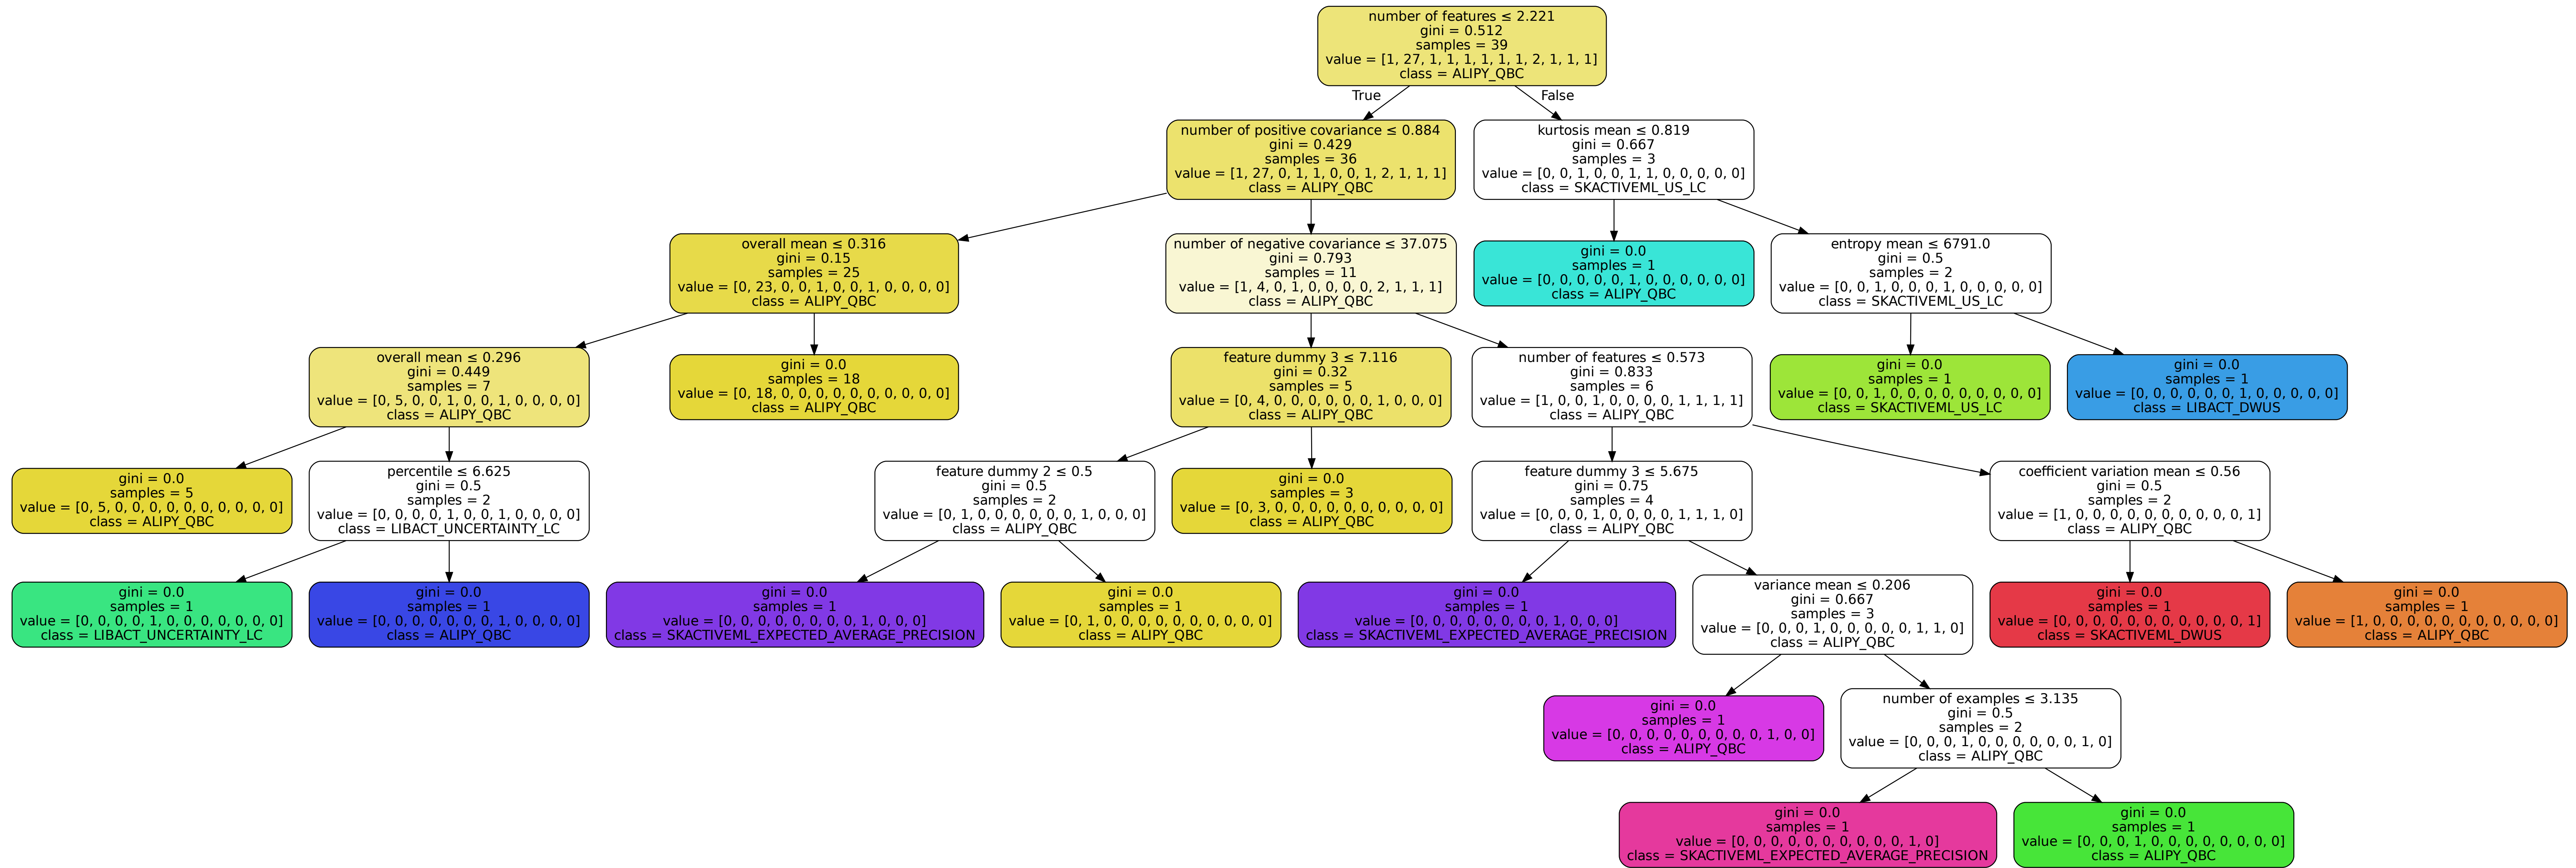 number of features ≤ 2.221
gini = 0.512
samples = 39
value = [1, 27, 1, 1, 1, 1, 1, 1, 2, 1, 1, 1]
class = ALIPY_QBC
True
False
number of positive covariance ≤ 0.884
gini = 0.429
samples = 36
value = [1, 27, 0, 1, 1, 0, 0, 1, 2, 1, 1, 1]
class = ALIPY_QBC
kurtosis mean ≤ 0.819
gini = 0.667
samples = 3
value = [0, 0, 1, 0, 0, 1, 1, 0, 0, 0, 0, 0]
class = SKACTIVEML_US_LC
overall mean ≤ 0.316
gini = 0.15
samples = 25
value = [0, 23, 0, 0, 1, 0, 0, 1, 0, 0, 0, 0]
class = ALIPY_QBC
number of negative covariance ≤ 37.075
gini = 0.793
samples = 11
value = [1, 4, 0, 1, 0, 0, 0, 0, 2, 1, 1, 1]
class = ALIPY_QBC
gini = 0.0
samples = 1
value = [0, 0, 0, 0, 0, 1, 0, 0, 0, 0, 0, 0]
class = ALIPY_QBC
entropy mean ≤ 6791.0
gini = 0.5
samples = 2
value = [0, 0, 1, 0, 0, 0, 1, 0, 0, 0, 0, 0]
class = SKACTIVEML_US_LC
overall mean ≤ 0.296
gini = 0.449
samples = 7
value = [0, 5, 0, 0, 1, 0, 0, 1, 0, 0, 0, 0]
class = ALIPY_QBC
gini = 0.0
samples = 18
value = [0, 18, 0, 0, 0, 0, 0, 0, 0, 0, 0, 0]
class = ALIPY_QBC
feature dummy 3 ≤ 7.116
gini = 0.32
samples = 5
value = [0, 4, 0, 0, 0, 0, 0, 0, 1, 0, 0, 0]
class = ALIPY_QBC
number of features ≤ 0.573
gini = 0.833
samples = 6
value = [1, 0, 0, 1, 0, 0, 0, 0, 1, 1, 1, 1]
class = ALIPY_QBC
gini = 0.0
samples = 1
value = [0, 0, 1, 0, 0, 0, 0, 0, 0, 0, 0, 0]
class = SKACTIVEML_US_LC
gini = 0.0
samples = 1
value = [0, 0, 0, 0, 0, 0, 1, 0, 0, 0, 0, 0]
class = LIBACT_DWUS
gini = 0.0
samples = 5
value = [0, 5, 0, 0, 0, 0, 0, 0, 0, 0, 0, 0]
class = ALIPY_QBC
percentile ≤ 6.625
gini = 0.5
samples = 2
value = [0, 0, 0, 0, 1, 0, 0, 1, 0, 0, 0, 0]
class = LIBACT_UNCERTAINTY_LC
feature dummy 2 ≤ 0.5
gini = 0.5
samples = 2
value = [0, 1, 0, 0, 0, 0, 0, 0, 1, 0, 0, 0]
class = ALIPY_QBC
gini = 0.0
samples = 3
value = [0, 3, 0, 0, 0, 0, 0, 0, 0, 0, 0, 0]
class = ALIPY_QBC
feature dummy 3 ≤ 5.675
gini = 0.75
samples = 4
value = [0, 0, 0, 1, 0, 0, 0, 0, 1, 1, 1, 0]
class = ALIPY_QBC
coefficient variation mean ≤ 0.56
gini = 0.5
samples = 2
value = [1, 0, 0, 0, 0, 0, 0, 0, 0, 0, 0, 1]
class = ALIPY_QBC
gini = 0.0
samples = 1
value = [0, 0, 0, 0, 1, 0, 0, 0, 0, 0, 0, 0]
class = LIBACT_UNCERTAINTY_LC
gini = 0.0
samples = 1
value = [0, 0, 0, 0, 0, 0, 0, 1, 0, 0, 0, 0]
class = ALIPY_QBC
gini = 0.0
samples = 1
value = [0, 0, 0, 0, 0, 0, 0, 0, 1, 0, 0, 0]
class = SKACTIVEML_EXPECTED_AVERAGE_PRECISION
gini = 0.0
samples = 1
value = [0, 1, 0, 0, 0, 0, 0, 0, 0, 0, 0, 0]
class = ALIPY_QBC
gini = 0.0
samples = 1
value = [0, 0, 0, 0, 0, 0, 0, 0, 1, 0, 0, 0]
class = SKACTIVEML_EXPECTED_AVERAGE_PRECISION
variance mean ≤ 0.206
gini = 0.667
samples = 3
value = [0, 0, 0, 1, 0, 0, 0, 0, 0, 1, 1, 0]
class = ALIPY_QBC
gini = 0.0
samples = 1
value = [0, 0, 0, 0, 0, 0, 0, 0, 0, 0, 0, 1]
class = SKACTIVEML_DWUS
gini = 0.0
samples = 1
value = [1, 0, 0, 0, 0, 0, 0, 0, 0, 0, 0, 0]
class = ALIPY_QBC
gini = 0.0
samples = 1
value = [0, 0, 0, 0, 0, 0, 0, 0, 0, 1, 0, 0]
class = ALIPY_QBC
number of examples ≤ 3.135
gini = 0.5
samples = 2
value = [0, 0, 0, 1, 0, 0, 0, 0, 0, 0, 1, 0]
class = ALIPY_QBC
gini = 0.0
samples = 1
value = [0, 0, 0, 0, 0, 0, 0, 0, 0, 0, 1, 0]
class = SKACTIVEML_EXPECTED_AVERAGE_PRECISION
gini = 0.0
samples = 1
value = [0, 0, 0, 1, 0, 0, 0, 0, 0, 0, 0, 0]
class = ALIPY_QBC